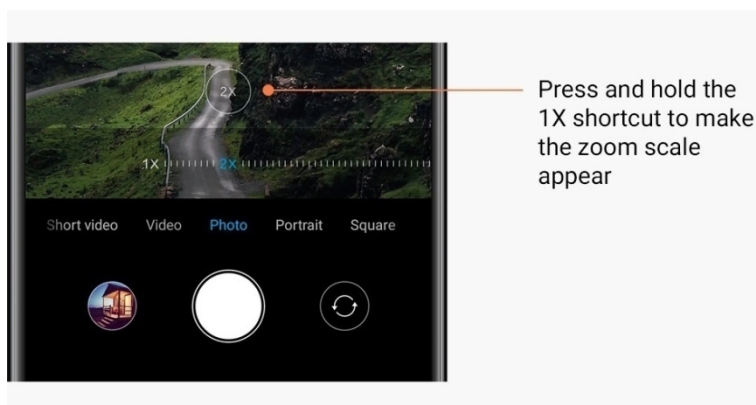 2X
Press and hold the
1X shortcut to make
the zoom scale
appear
1X 2X
Short video Video Photo Portrait Square